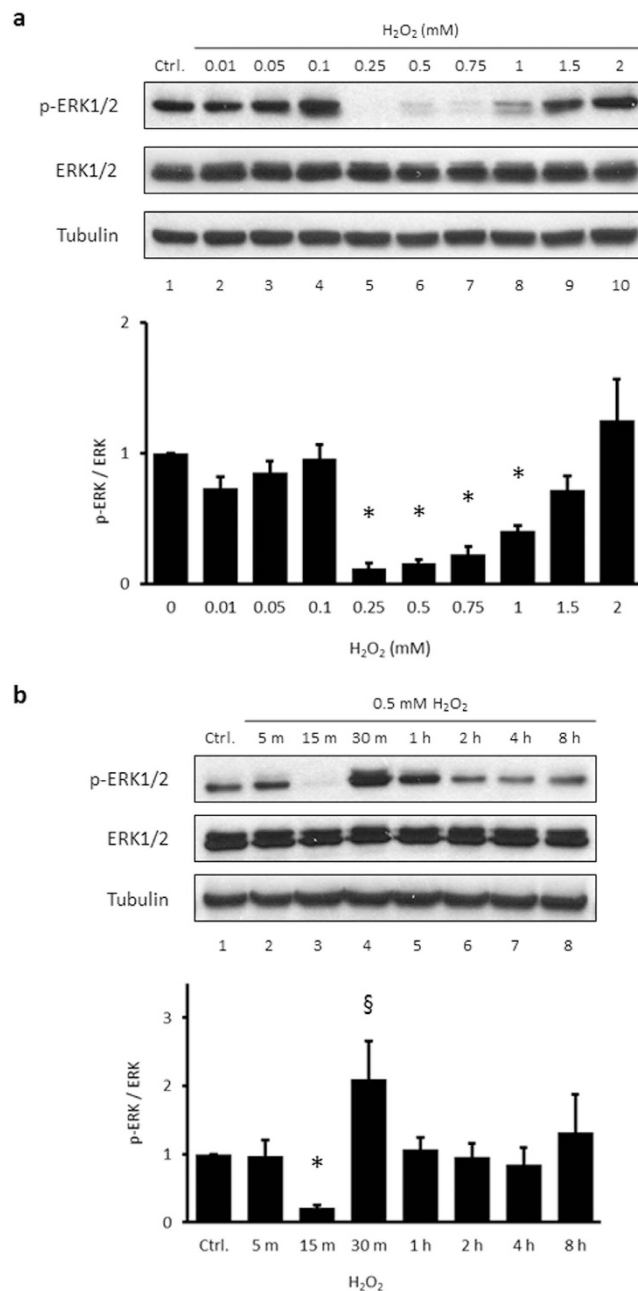 a
H₂O₂ (mM)
Ctrl. 0.01 0.05 0.1 0.25 0.5 0.75 1 1.5 2
p-ERK1/2
ERK1/2
Tubulin
1 2 3 4 5 6 7 8 9 10
2
1
0
p-ERK / ERK
* * * *
0 0.01 0.05 0.1 0.25 0.5 0.75 1 1.5 2
H₂O₂ (mM)
b
0.5 mM H₂O₂
Ctrl. 5 m 15 m 30 m 1 h 2 h 4 h 8 h
p-ERK1/2
ERK1/2
Tubulin
1 2 3 4 5 6 7 8
3
2
1
0
p-ERK / ERK
* §
Ctrl. 5 m 15 m 30 m 1 h 2 h 4 h 8 h
H₂O₂